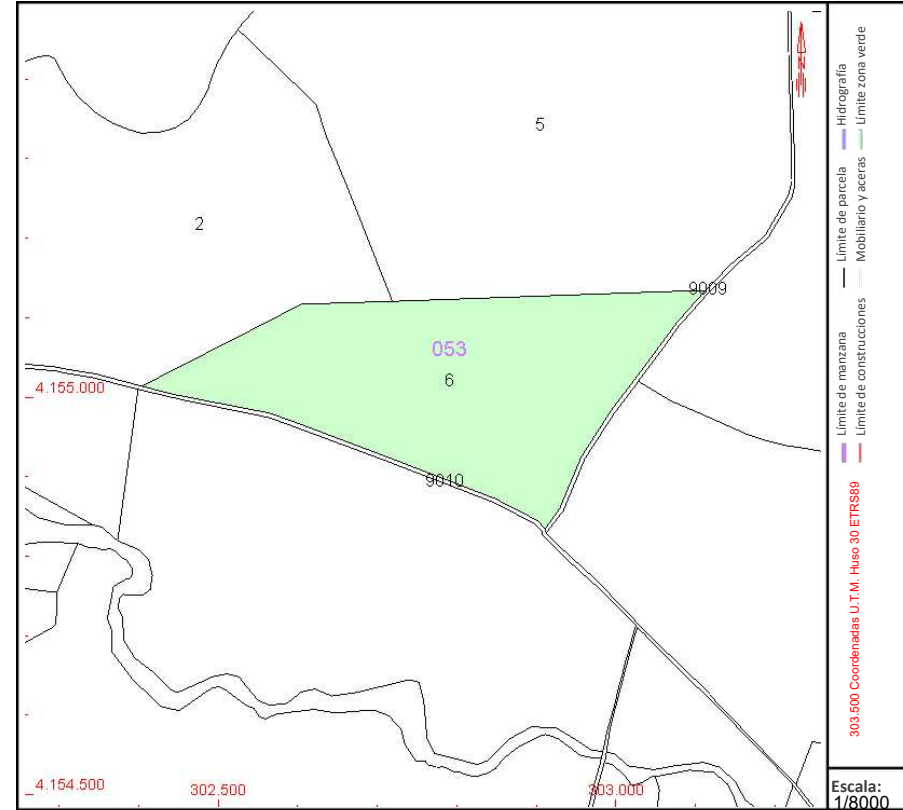 5
2
9009
053
6
4.155.000
9010
4.154.500
302.500
303.000
N
303.500 Coordenadas U.T.M. Huso 30 ETRS89
Límite de manzana
Límite de construcciones
Límite de parcela
Mobiliario y aceras
Hidrografía
Límite zona verde
Escala:
1/8000